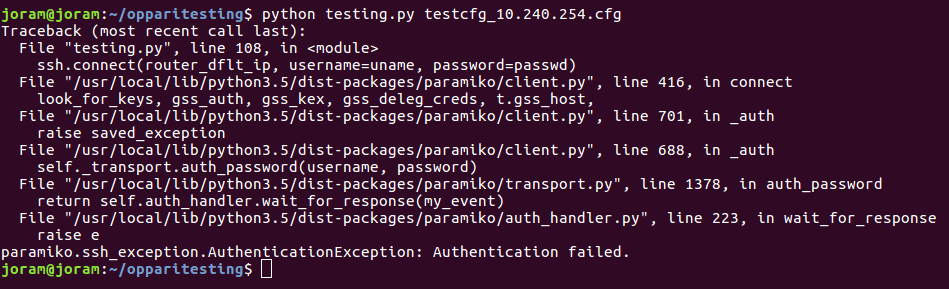 joram@joram:~/opparitesting$ python testing.py testcfg_10.240.254.cfg
Traceback (most recent call last):
  File "testing.py", line 108, in <module>
    ssh.connect(router_dflt_ip, username=uname, password=passwd)
  File "/usr/local/lib/python3.5/dist-packages/paramiko/client.py", line 416, in connect
    look_for_keys, gss_auth, gss_kex, gss_deleg_creds, t.gss_host,
  File "/usr/local/lib/python3.5/dist-packages/paramiko/client.py", line 701, in _auth
    raise saved_exception
  File "/usr/local/lib/python3.5/dist-packages/paramiko/client.py", line 688, in _auth
    self._transport.auth_password(username, password)
  File "/usr/local/lib/python3.5/dist-packages/paramiko/transport.py", line 1378, in auth_password
    return self.auth_handler.wait_for_response(my_event)
  File "/usr/local/lib/python3.5/dist-packages/paramiko/auth_handler.py", line 223, in wait_for_response
    raise e
paramiko.ssh_exception.AuthenticationException: Authentication failed.
joram@joram:~/opparitesting$